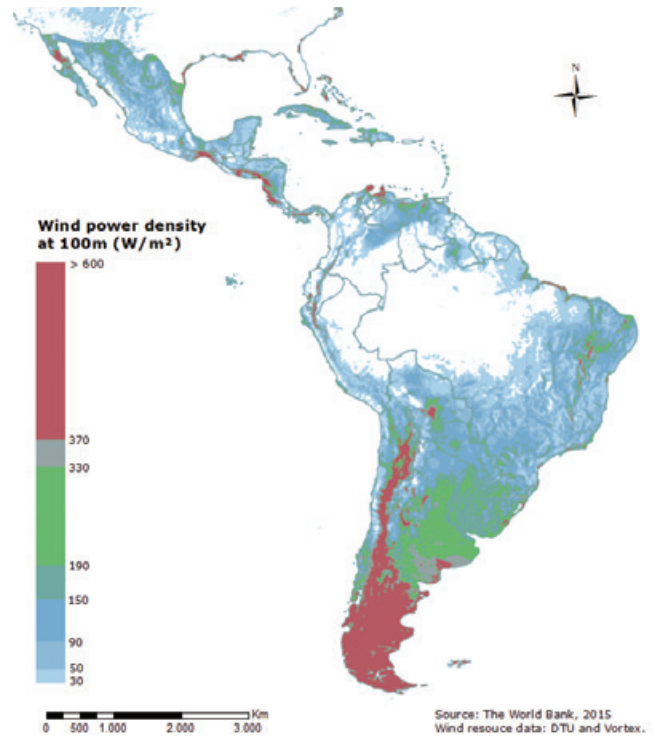 N
Wind power density
at 100m (W/m²)
> 600
370
330
190
150
90
50
30
Km
0 500 1.000 2.000 3.000
Source: The World Bank, 2015
Wind resouce data: DTU and Vortex.